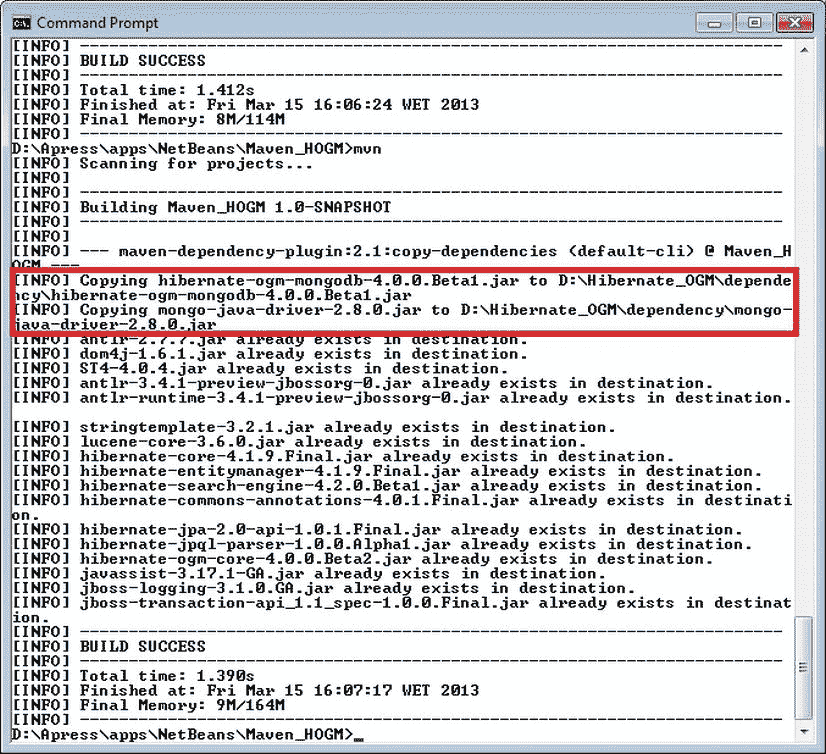 Command Prompt
[INFO] ------------------------------------------------------------------------
[INFO] BUILD SUCCESS
[INFO] ------------------------------------------------------------------------
[INFO] Total time: 1.412s
[INFO] Finished at: Fri Mar 15 16:06:24 WET 2013
[INFO] Final Memory: 8M/114M
[INFO] ------------------------------------------------------------------------
D:\Apress\apps\NetBeans\Maven_HOGM>mvn
[INFO] Scanning for projects...
[INFO]
[INFO] ------------------------------------------------------------------------
[INFO] Building Maven_HOGM 1.0-SNAPSHOT
[INFO] ------------------------------------------------------------------------
[INFO]
[INFO] --- maven-dependency-plugin:2.1:copy-dependencies (default-cli) @ Maven_H
OGM ---
[INFO] Copying hibernate-ogm-mongodb-4.0.0.Beta1.jar to D:\Hibernate_OGM\depende
ncy\hibernate-ogm-mongodb-4.0.0.Beta1.jar
[INFO] Copying mongo-java-driver-2.8.0.jar to D:\Hibernate_OGM\dependency\mongo-
java-driver-2.8.0.jar
[INFO] antlr-2.7.7.jar already exists in destination.
[INFO] dom4j-1.6.1.jar already exists in destination.
[INFO] ST4-4.0.4.jar already exists in destination.
[INFO] antlr-3.4.1-preview-jbossorg-0.jar already exists in destination.
[INFO] antlr-runtime-3.4.1-preview-jbossorg-0.jar already exists in destination.
[INFO] stringtemplate-3.2.1.jar already exists in destination.
[INFO] lucene-core-3.6.0.jar already exists in destination.
[INFO] hibernate-core-4.1.9.Final.jar already exists in destination.
[INFO] hibernate-entitymanager-4.1.9.Final.jar already exists in destination.
[INFO] hibernate-search-engine-4.2.0.Beta1.jar already exists in destination.
[INFO] hibernate-commons-annotations-4.0.1.Final.jar already exists in destinati
on.
[INFO] hibernate-jpa-2.0-api-1.0.1.Final.jar already exists in destination.
[INFO] hibernate-jpql-parser-1.0.0.Alpha1.jar already exists in destination.
[INFO] hibernate-ogm-core-4.0.0.Beta2.jar already exists in destination.
[INFO] javassist-3.17.1-GA.jar already exists in destination.
[INFO] jboss-logging-3.1.0.GA.jar already exists in destination.
[INFO] jboss-transaction-api_1.1_spec-1.0.0.Final.jar already exists in destinat
ion.
[INFO] ------------------------------------------------------------------------
[INFO] BUILD SUCCESS
[INFO] ------------------------------------------------------------------------
[INFO] Total time: 1.390s
[INFO] Finished at: Fri Mar 15 16:07:17 WET 2013
[INFO] Final Memory: 9M/164M
[INFO] ------------------------------------------------------------------------
D:\Apress\apps\NetBeans\Maven_HOGM>_